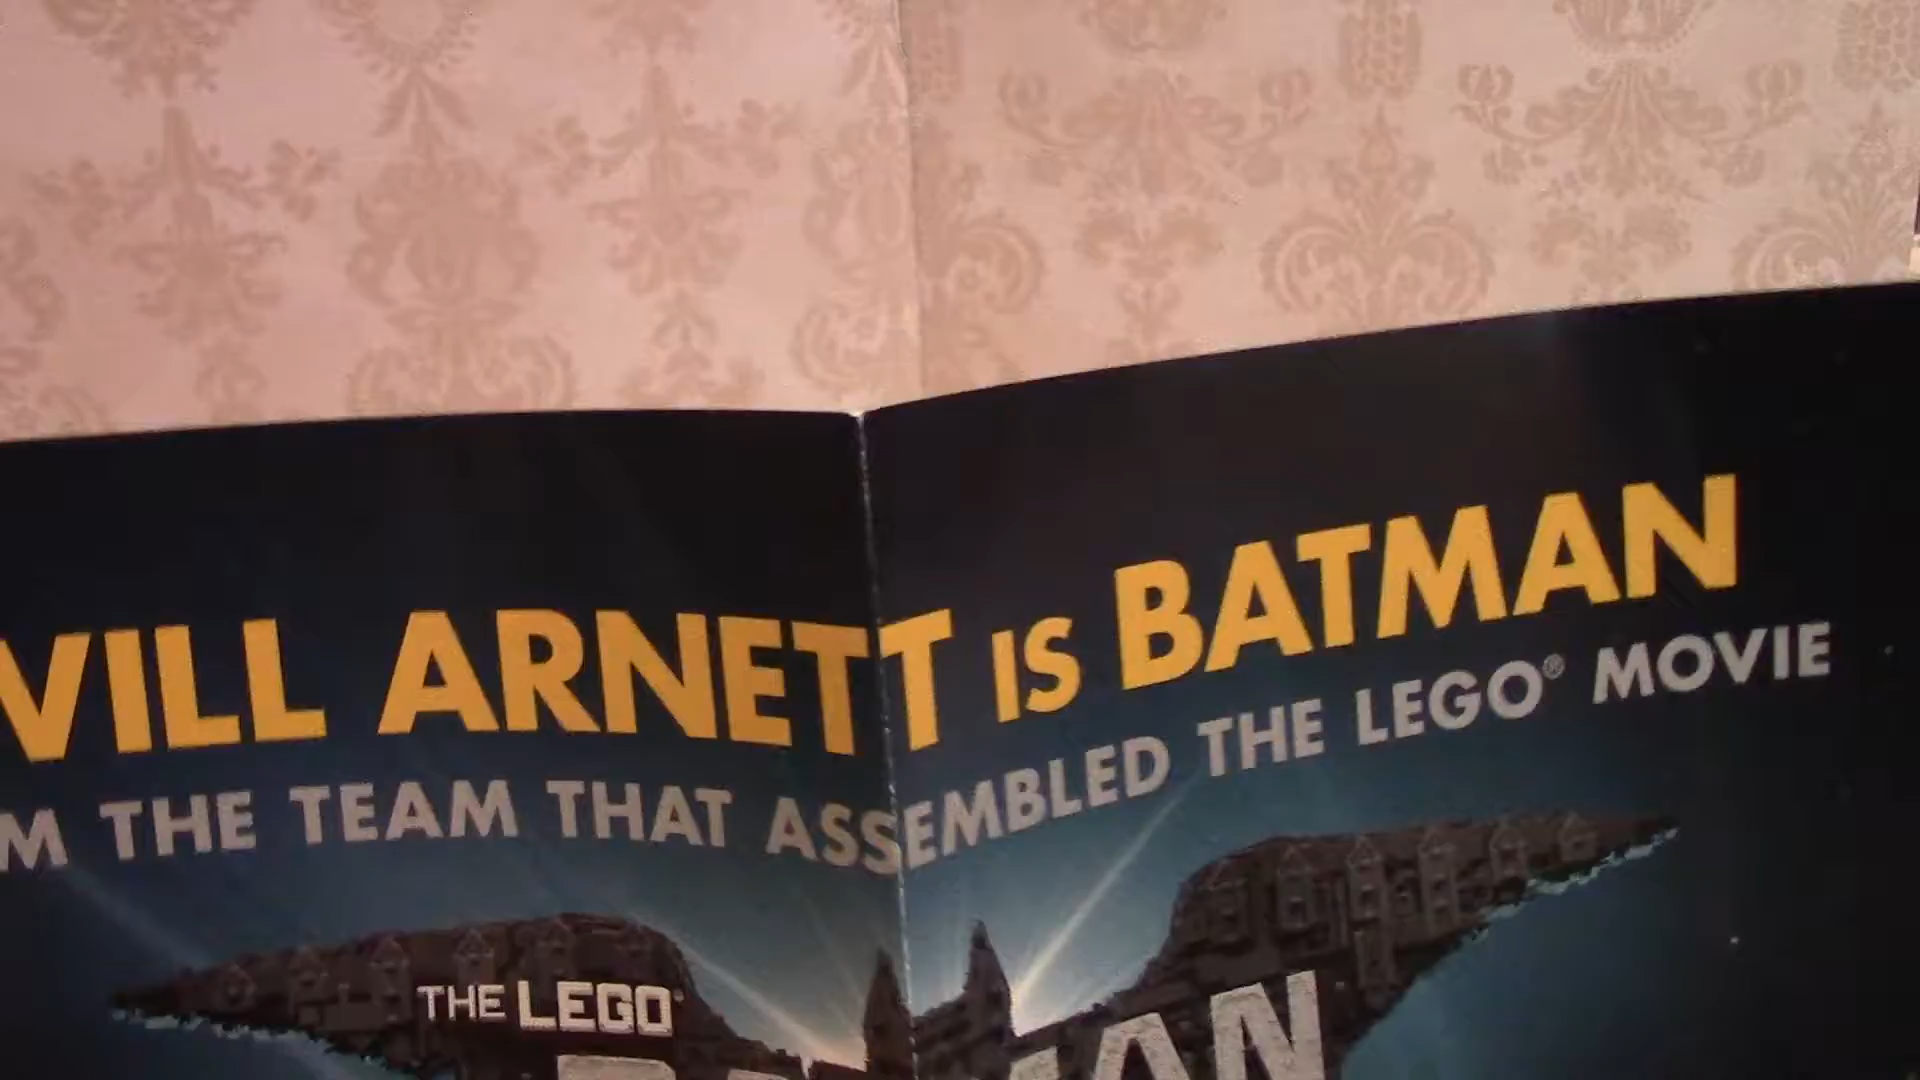 VILL ARNETT IS BATMAN
M THE TEAM THAT ASSEMBLED THE LEGO® MOVIE
THE LEGO®